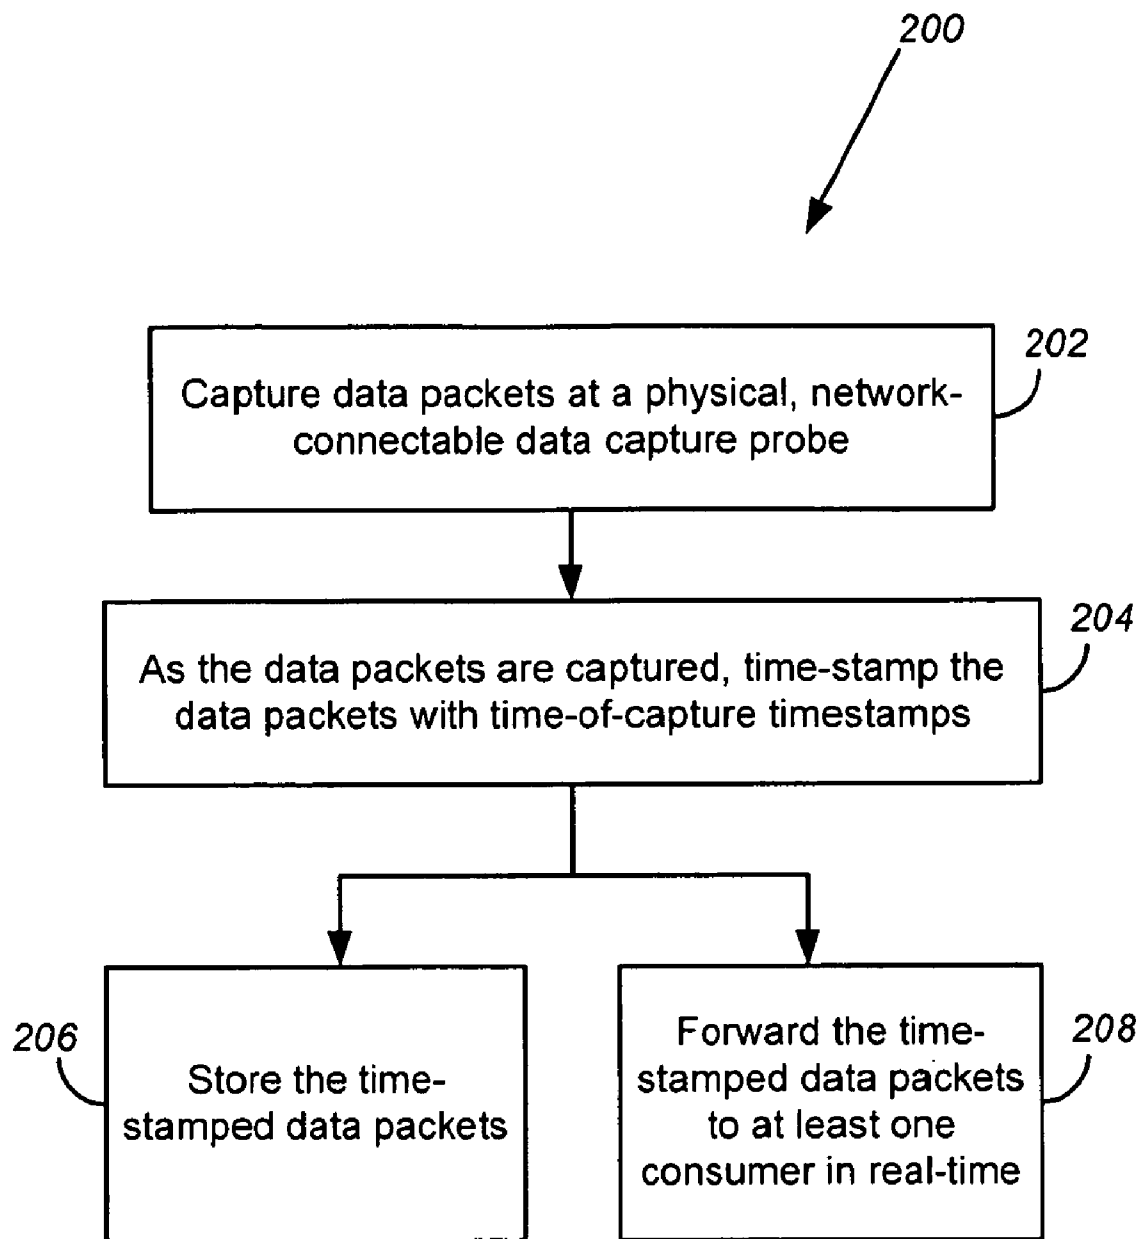 200
202
Capture data packets at a physical, network-
connectable data capture probe
204
As the data packets are captured, time-stamp the
data packets with time-of-capture timestamps
206
Store the time-
stamped data packets
208
Forward the time-
stamped data packets
to at least one
consumer in real-time